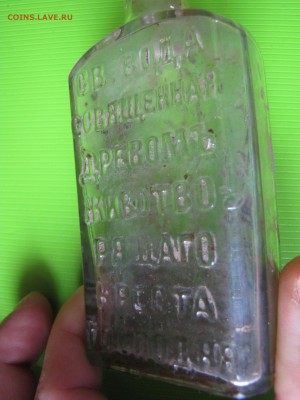 COINS.LAVE.RU
СВ. ВОДА
ОСВЯЩЕННАЯ
ДРЕВОМЪ
ЖИВОТВО-
РЯЩАГО
КРЕСТА